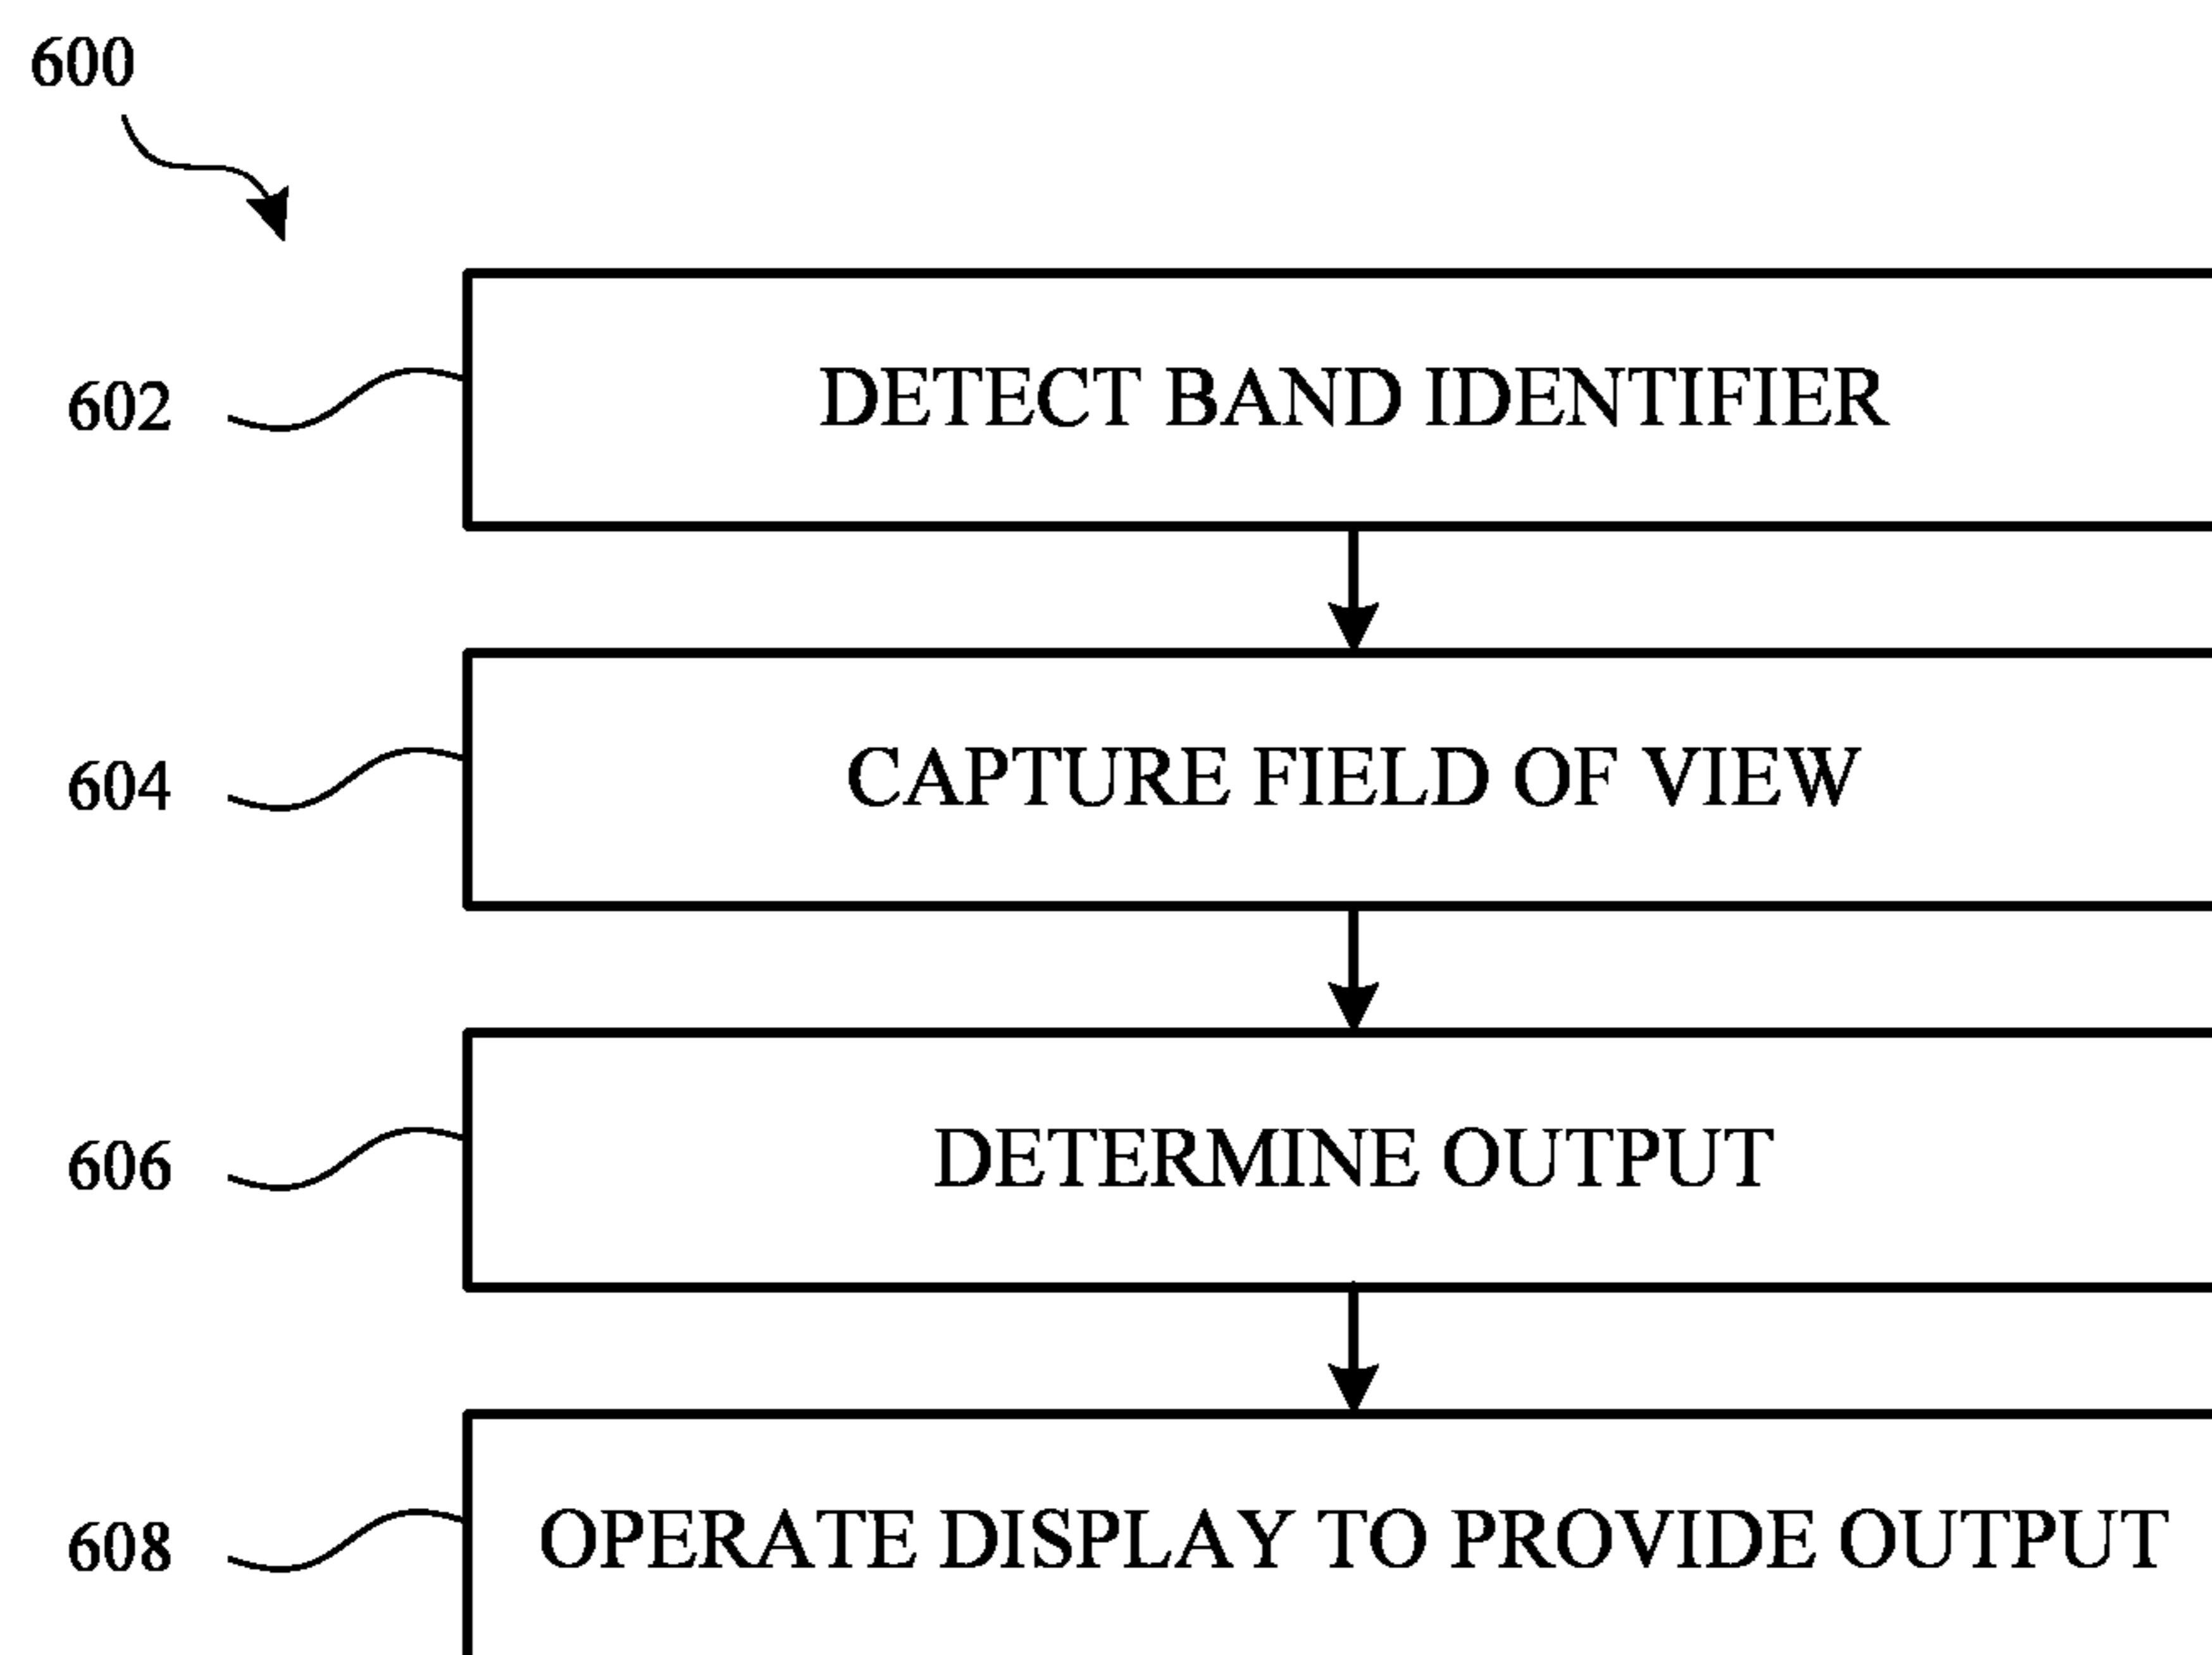 600
602 DETECT BAND IDENTIFIER
604 CAPTURE FIELD OF VIEW
606 DETERMINE OUTPUT
608 OPERATE DISPLAY TO PROVIDE OUTPUT